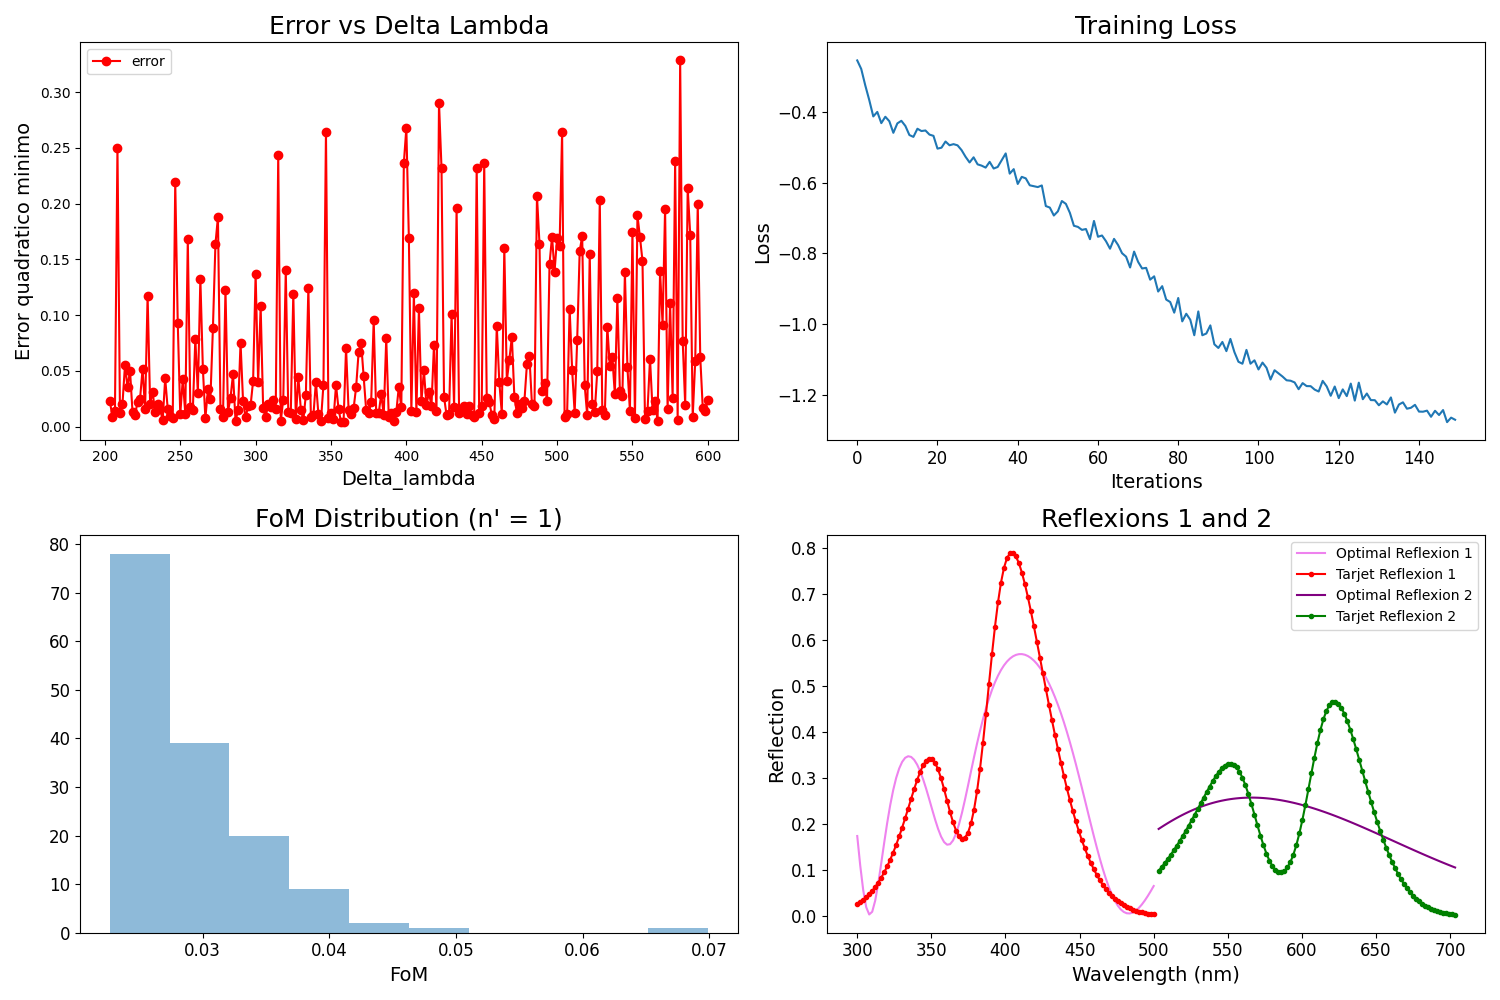 Error vs Delta Lambda
error
Error quadratico minimo
0.30
0.25
0.20
0.15
0.10
0.05
0.00
200 250 300 350 400 450 500 550 600
Delta_lambda
Training Loss
Loss
−0.4
−0.6
−0.8
−1.0
−1.2
0 20 40 60 80 100 120 140
Iterations
FoM Distribution (n' = 1)
80
70
60
50
40
30
20
10
0
0.03 0.04 0.05 0.06 0.07
FoM
Reflexions 1 and 2
Optimal Reflexion 1
Tarjet Reflexion 1
Optimal Reflexion 2
Tarjet Reflexion 2
Reflection
0.8
0.7
0.6
0.5
0.4
0.3
0.2
0.1
0.0
300 350 400 450 500 550 600 650 700
Wavelength (nm)